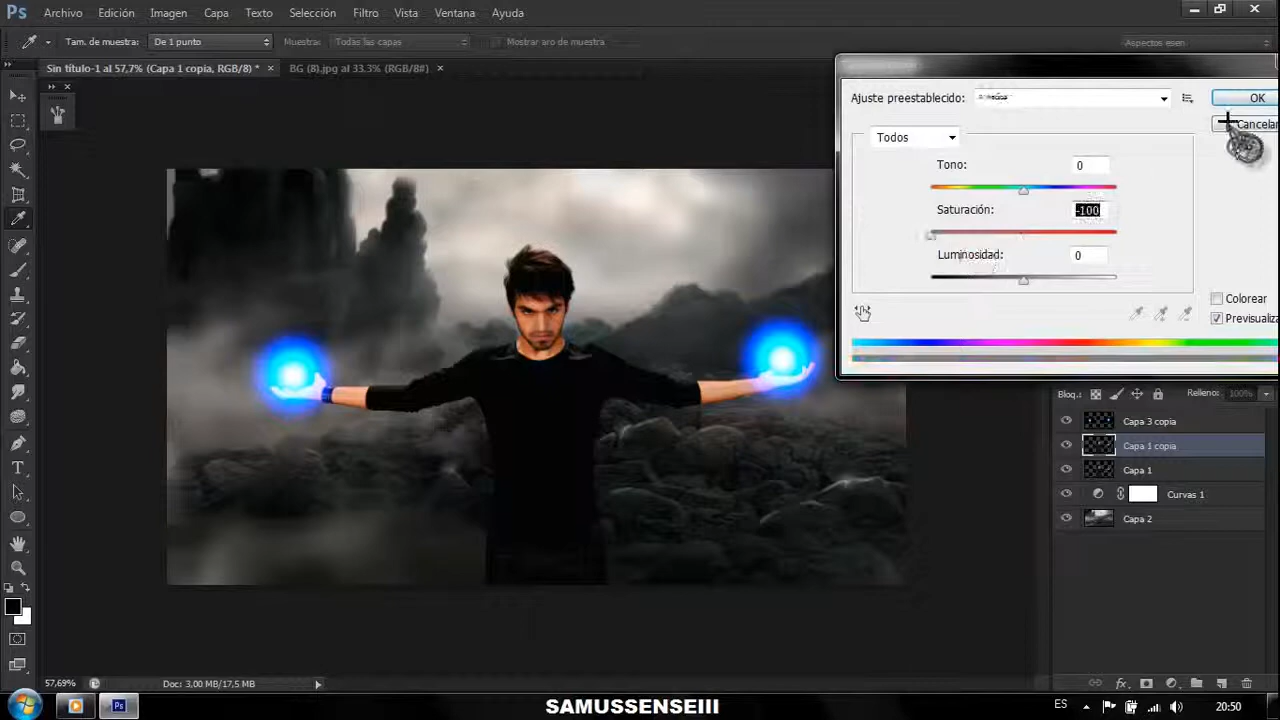 Ps Archivo Edición Imagen Capa Texto Selección Filtro Vista Ventana Ayuda
Tam. de muestra: De 1 punto Muestra: Todas las capas Mostrar aro de muestra Aspectos esen
Sin título-1 al 57,7% (Capa 1 copia, RGB/8) * × BG (8).jpg al 33.3% (RGB/8#) ×
Ajuste preestablecido:
OK
Cancelar
Todos
Tono: 0
Saturación: -100
Luminosidad: 0
Colorear
Previsualiza
Bloq.: Relleno: 100%
Capa 3 copia
Capa 1 copia
Capa 1
Curvas 1
Capa 2
57,69% Doc: 3,00 MB/17,5 MB
SAMUSSENSEIII
ES 20:50